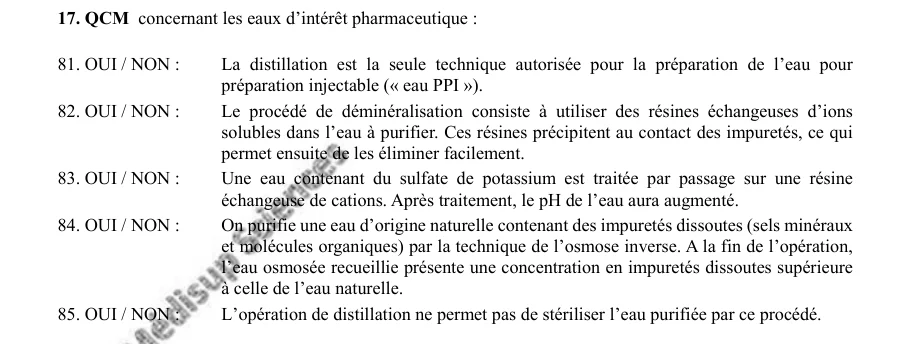 17. QCM concernant les eaux d'intérêt pharmaceutique :
81. OUI / NON : La distillation est la seule technique autorisée pour la préparation de l'eau pour
préparation injectable (« eau PPI »).
82. OUI / NON : Le procédé de déminéralisation consiste à utiliser des résines échangeuses d'ions
solubles dans l'eau à purifier. Ces résines précipitent au contact des impuretés, ce qui
permet ensuite de les éliminer facilement.
83. OUI / NON : Une eau contenant du sulfate de potassium est traitée par passage sur une résine
échangeuse de cations. Après traitement, le pH de l'eau aura augmenté.
84. OUI / NON : On purifie une eau d'origine naturelle contenant des impuretés dissoutes (sels minéraux
et molécules organiques) par la technique de l'osmose inverse. A la fin de l'opération,
l'eau osmosée recueillie présente une concentration en impuretés dissoutes supérieure
à celle de l'eau naturelle.
85. OUI / NON : L'opération de distillation ne permet pas de stériliser l'eau purifiée par ce procédé.
Medisup Sciences